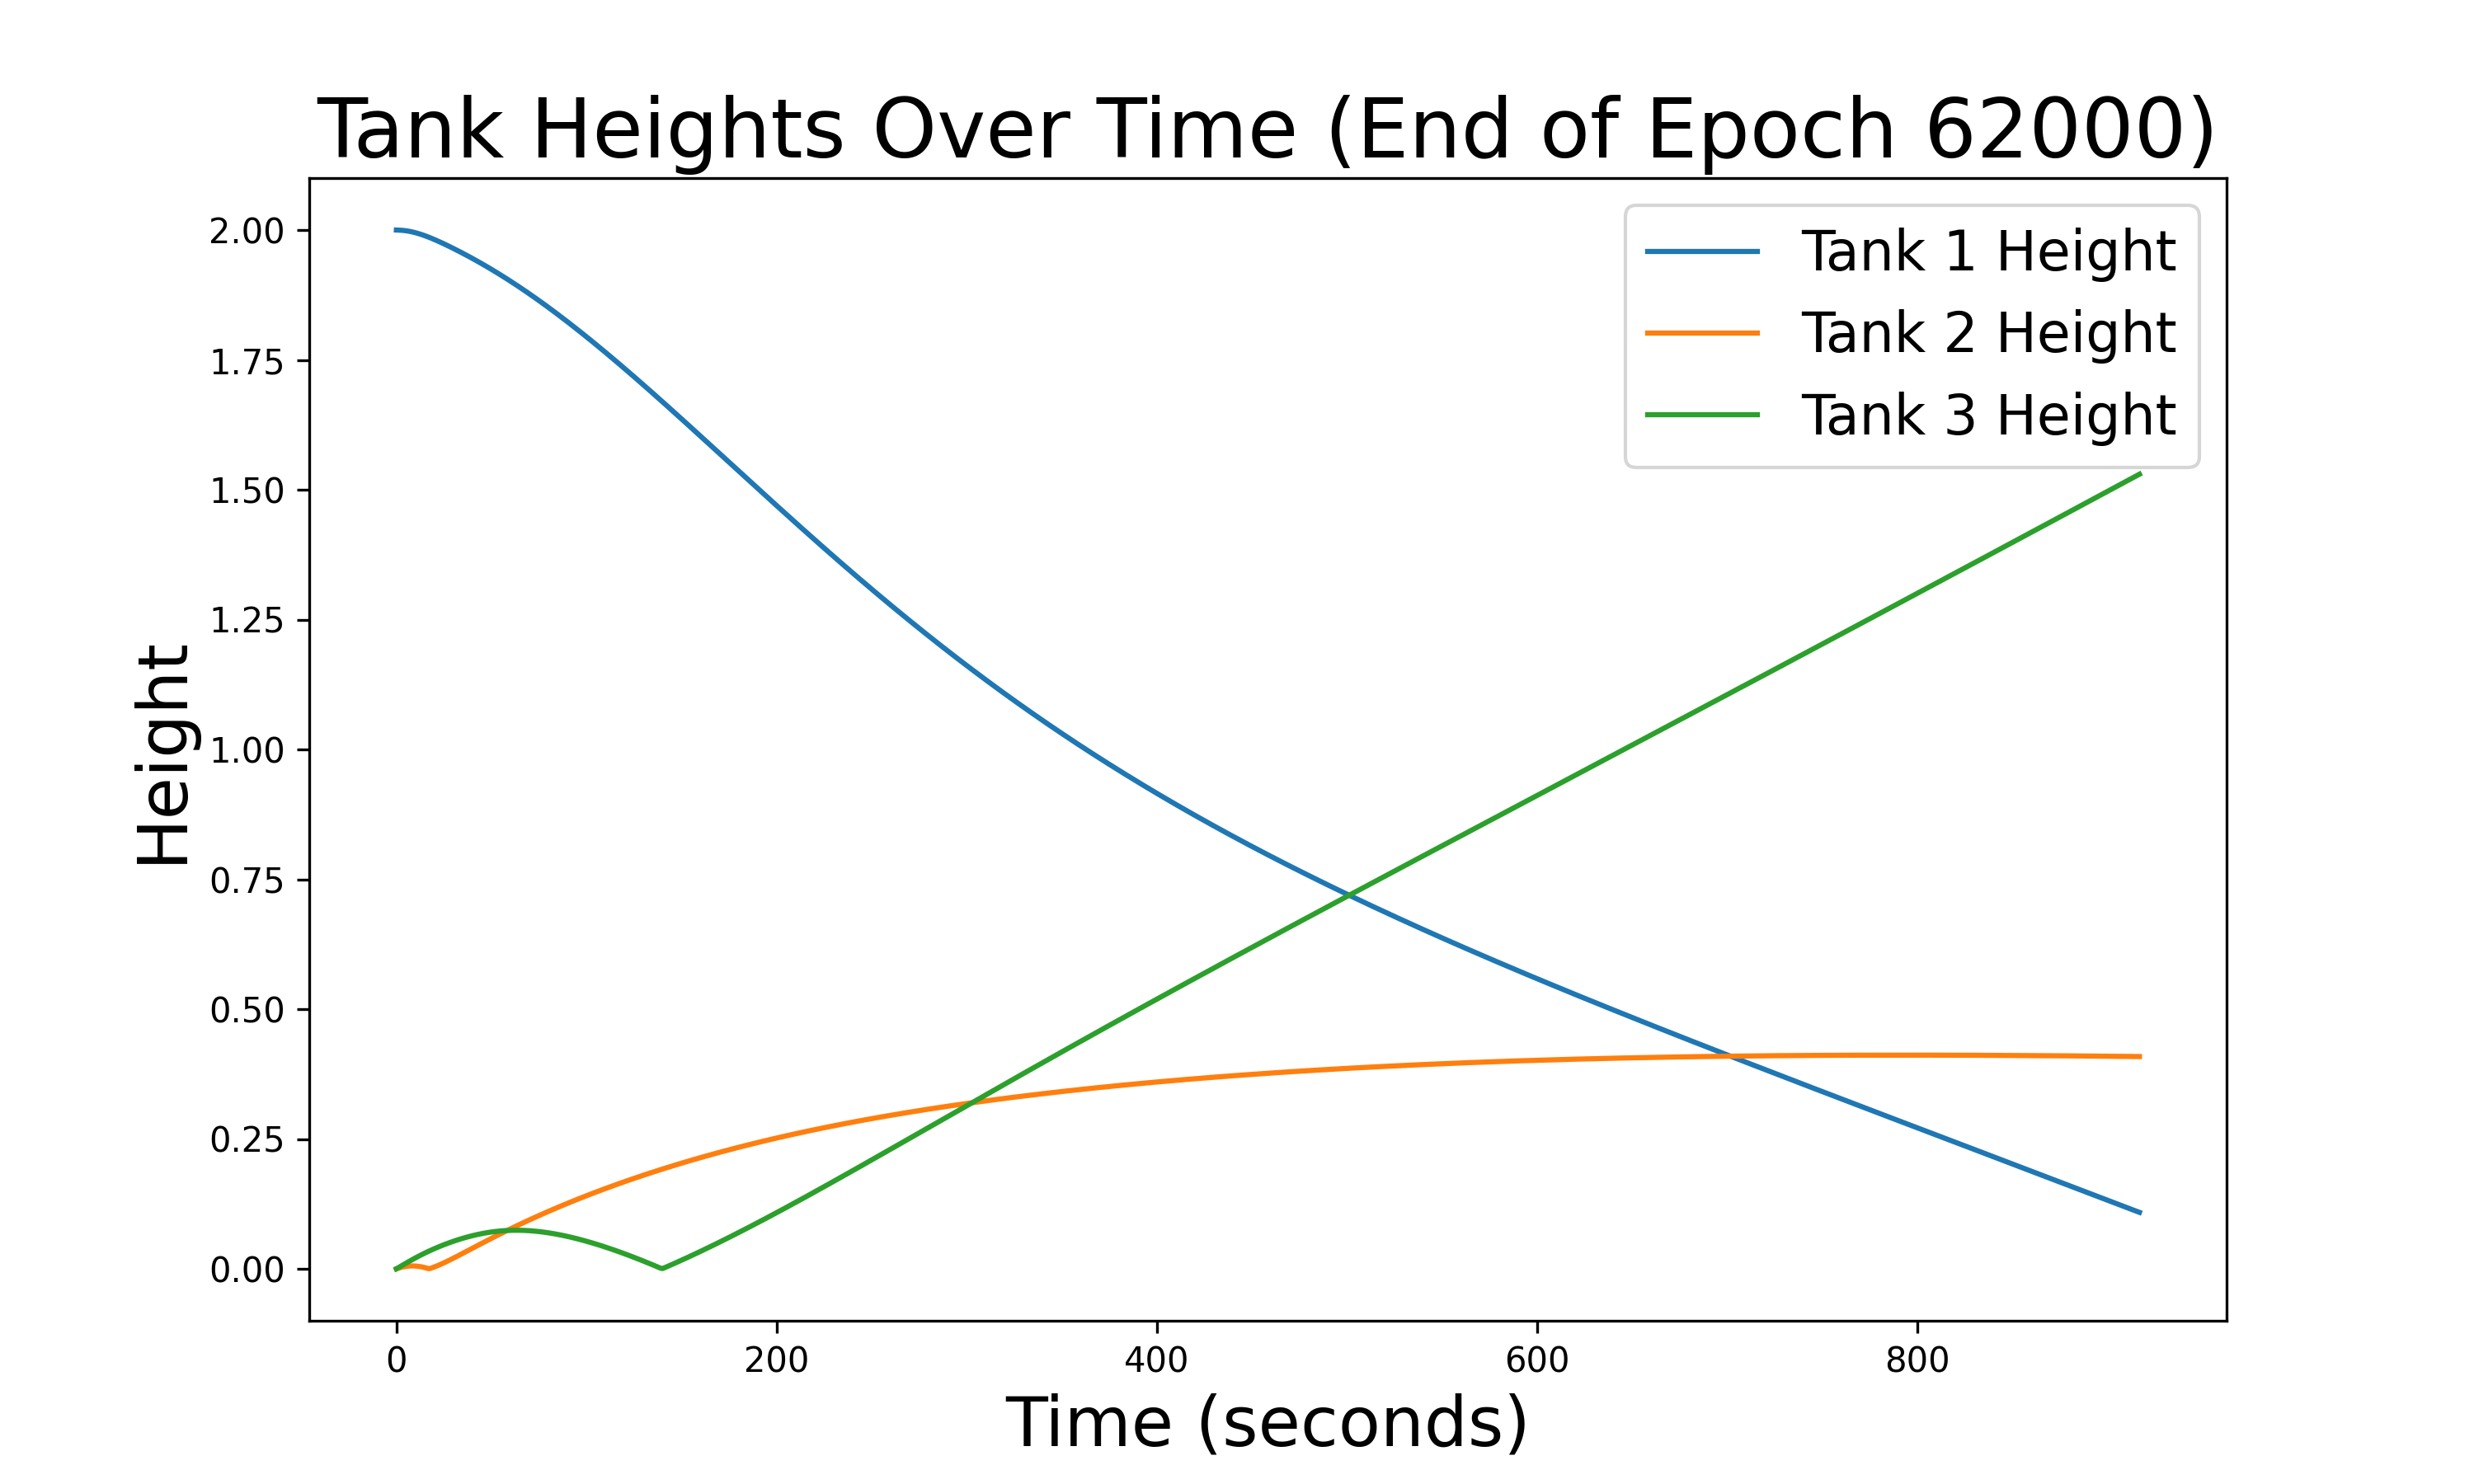 Tank Heights Over Time (End of Epoch 62000)
Tank 1 Height
Tank 2 Height
Tank 3 Height
Height
2.00
1.75
1.50
1.25
1.00
0.75
0.50
0.25
0.00
0 200 400 600 800
Time (seconds)